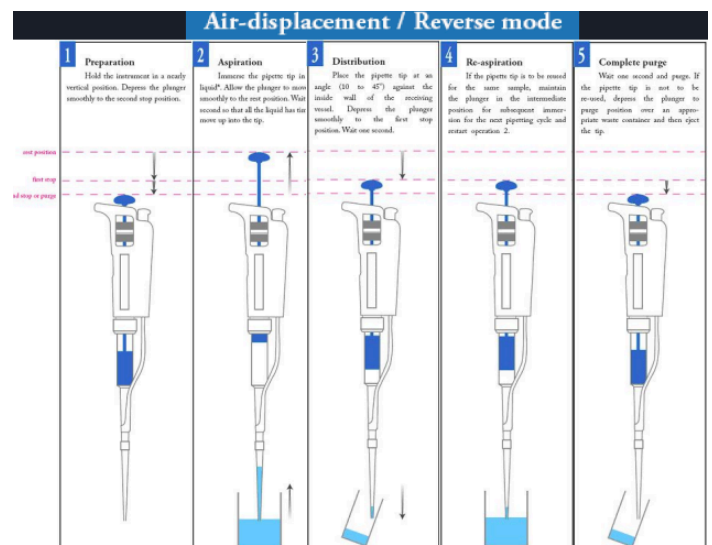 Air-displacement / Reverse mode
1
Preparation
Hold the instrument in a nearly
vertical position. Depress the plunger
smoothly to the second stop position.
2
Aspiration
Immerse the pipette tip in
liquid*. Allow the plunger to mov
smoothly to the rest position. Wait
second so that all the liquid has tim
move up into the tip.
3
Distribution
Place the pipette tip at an
angle (10 to 45°) against the
inside wall of the receiving
vessel. Depress the plunger
smoothly to the first stop
position. Wait one second.
4
Re-aspiration
If the pipette tip is to be reused
for the same sample, maintain
the plunger in the intermediate
position for subsequent immer-
sion for the next pipetting cycle and
restart operation 2.
5
Complete purge
Wait one second and purge. If
the pipette tip is not to be
re-used, depress the plunger to
purge position over an appro-
priate waste container and then eject
the tip.
rest position
first stop
nd stop or purge